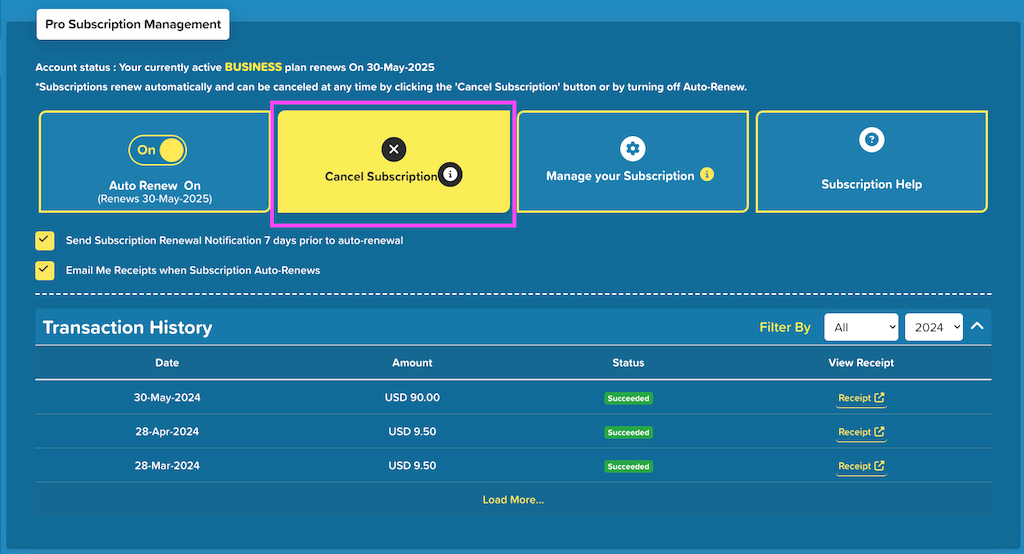 Pro Subscription Management
Account status : Your currently active BUSINESS plan renews On 30-May-2025
*Subscriptions renew automatically and can be canceled at any time by clicking the 'Cancel Subscription' button or by turning off Auto-Renew.
On
Auto Renew On
(Renews 30-May-2025)
Cancel Subscription i
Manage your Subscription i
?
Subscription Help
Send Subscription Renewal Notification 7 days prior to auto-renewal
Email Me Receipts when Subscription Auto-Renews
Transaction History Filter By All 2024
Date Amount Status View Receipt
30-May-2024 USD 90.00 Succeeded Receipt
28-Apr-2024 USD 9.50 Succeeded Receipt
28-Mar-2024 USD 9.50 Succeeded Receipt
Load More...